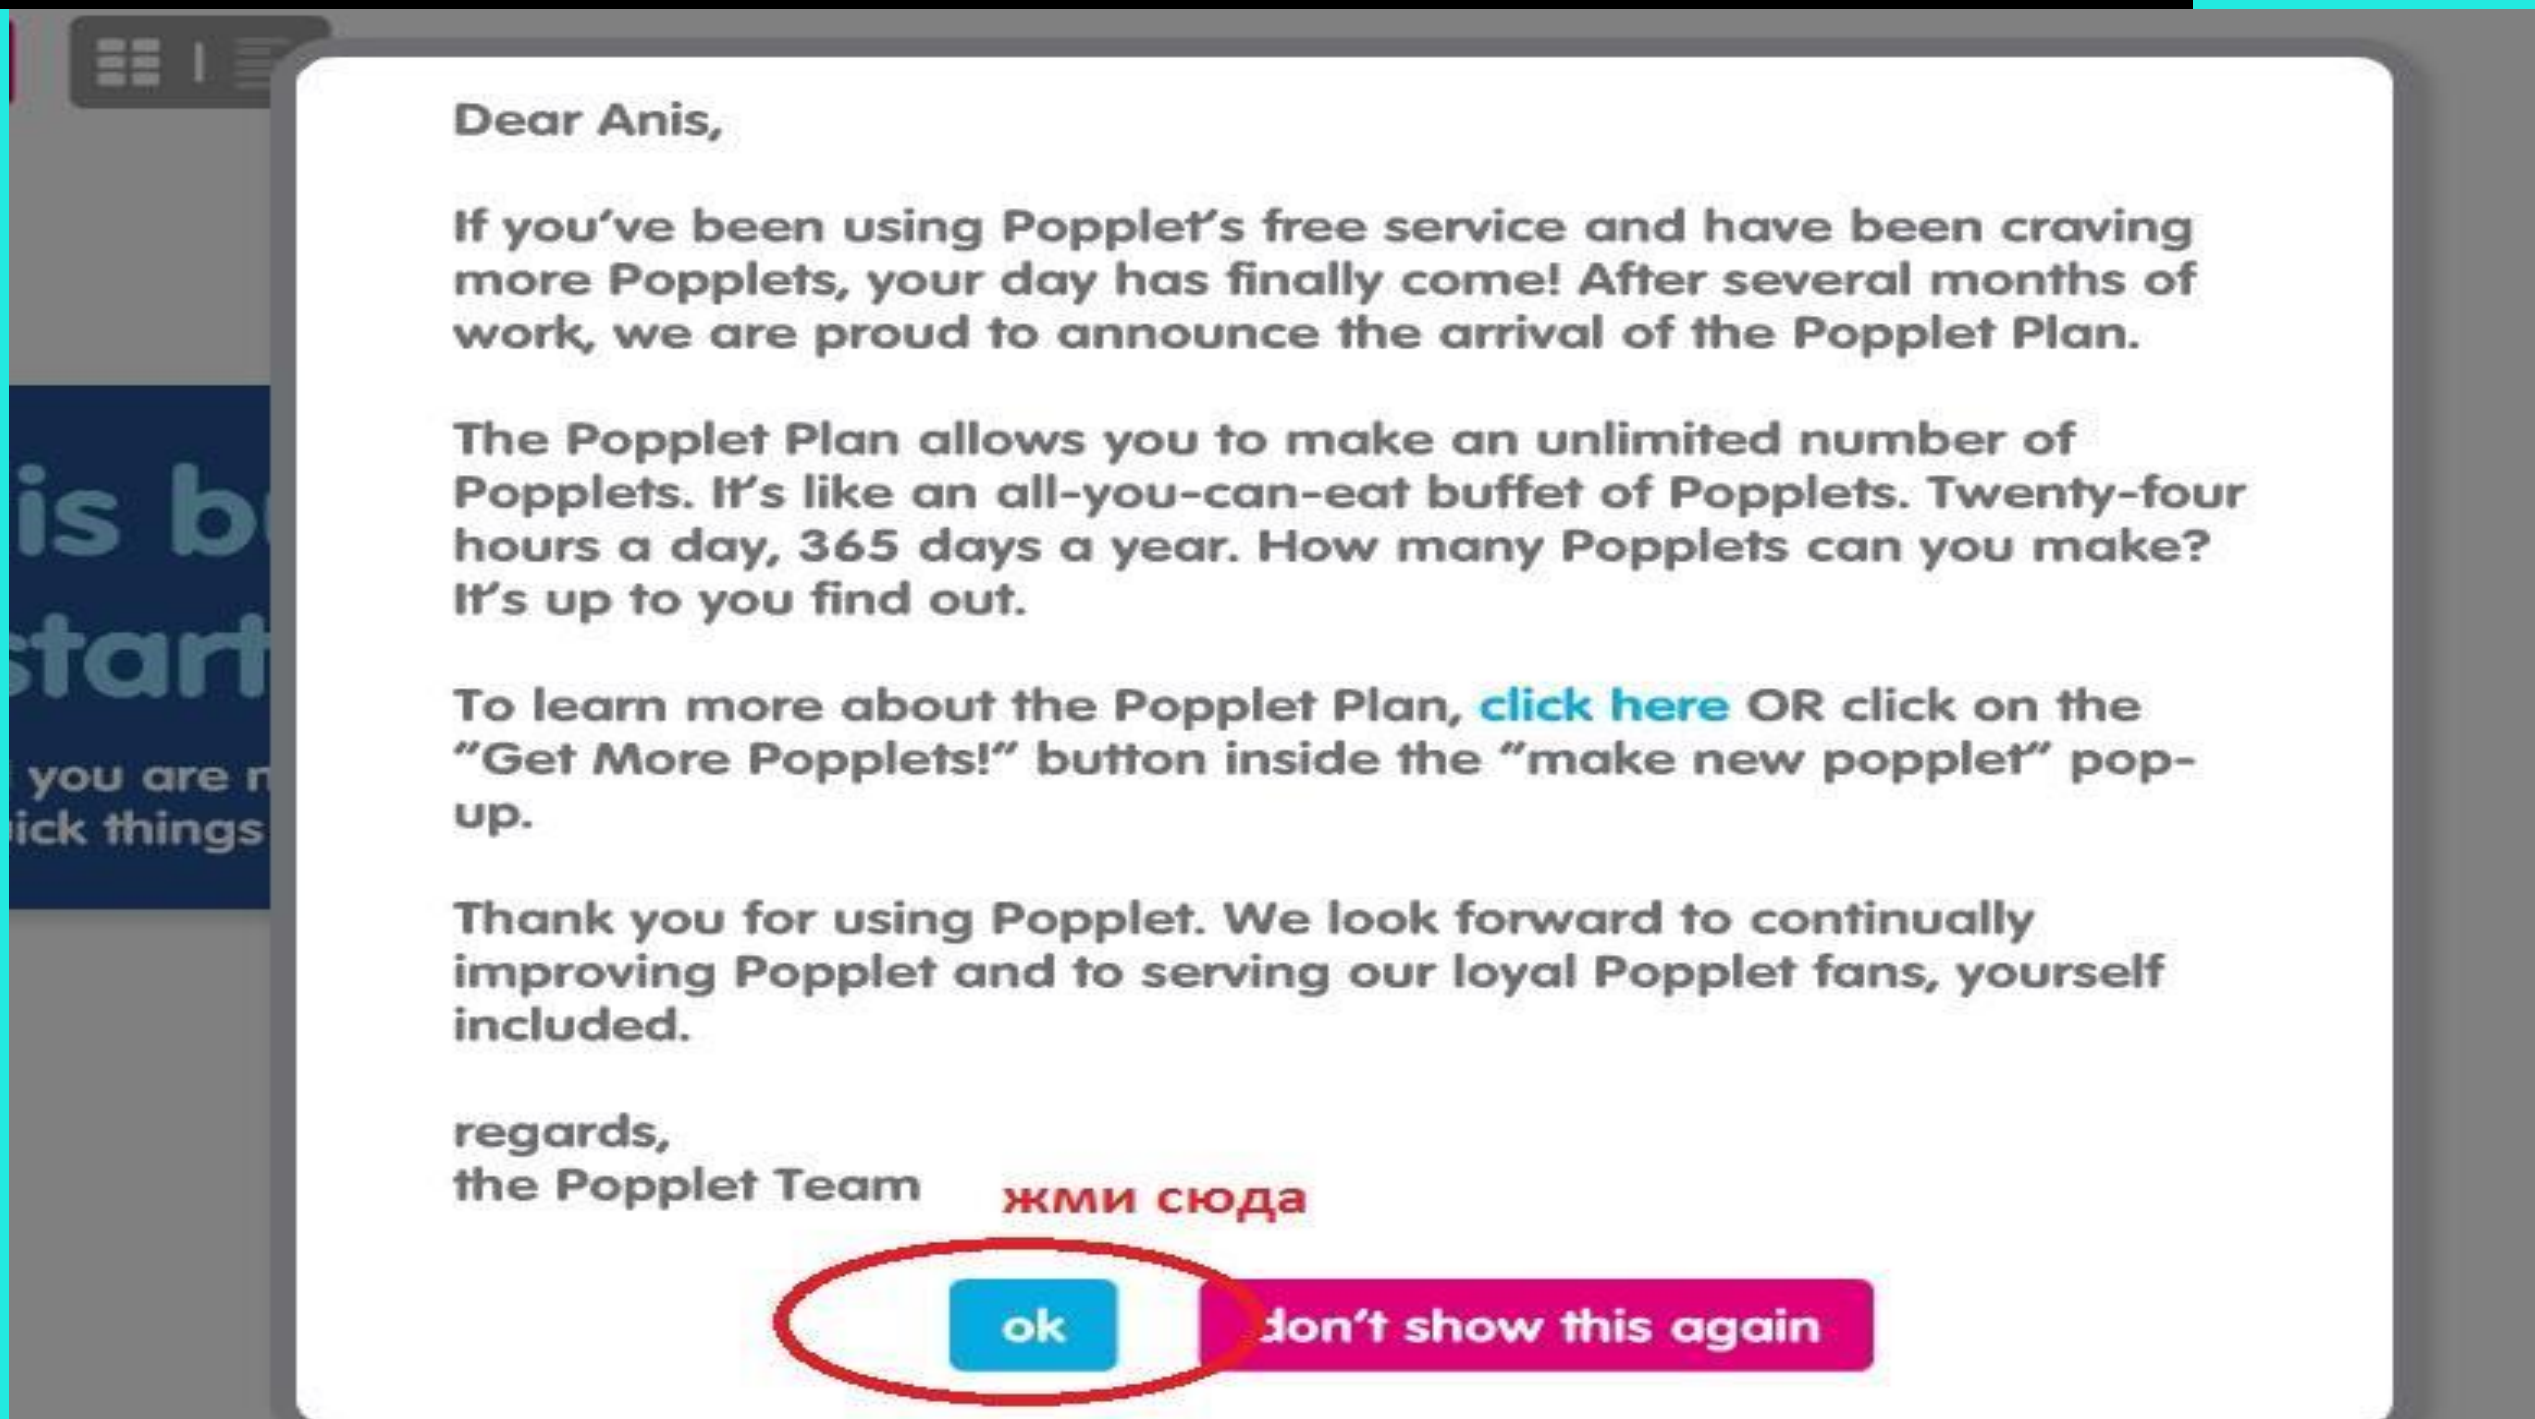 Dear Anis,
If you've been using Popplet's free service and have been craving
more Popplets, your day has finally come! After several months of
work, we are proud to announce the arrival of the Popplet Plan.
The Popplet Plan allows you to make an unlimited number of
Popplets. It's like an all-you-can-eat buffet of Popplets. Twenty-four
hours a day, 365 days a year. How many Popplets can you make?
It's up to you find out.
To learn more about the Popplet Plan, click here OR click on the
"Get More Popplets!" button inside the "make new popplet" pop-
up.
Thank you for using Popplet. We look forward to continually
improving Popplet and to serving our loyal Popplet fans, yourself
included.
regards,
the Popplet Team
жми сюда
ok
don't show this again
is
start
you are
things